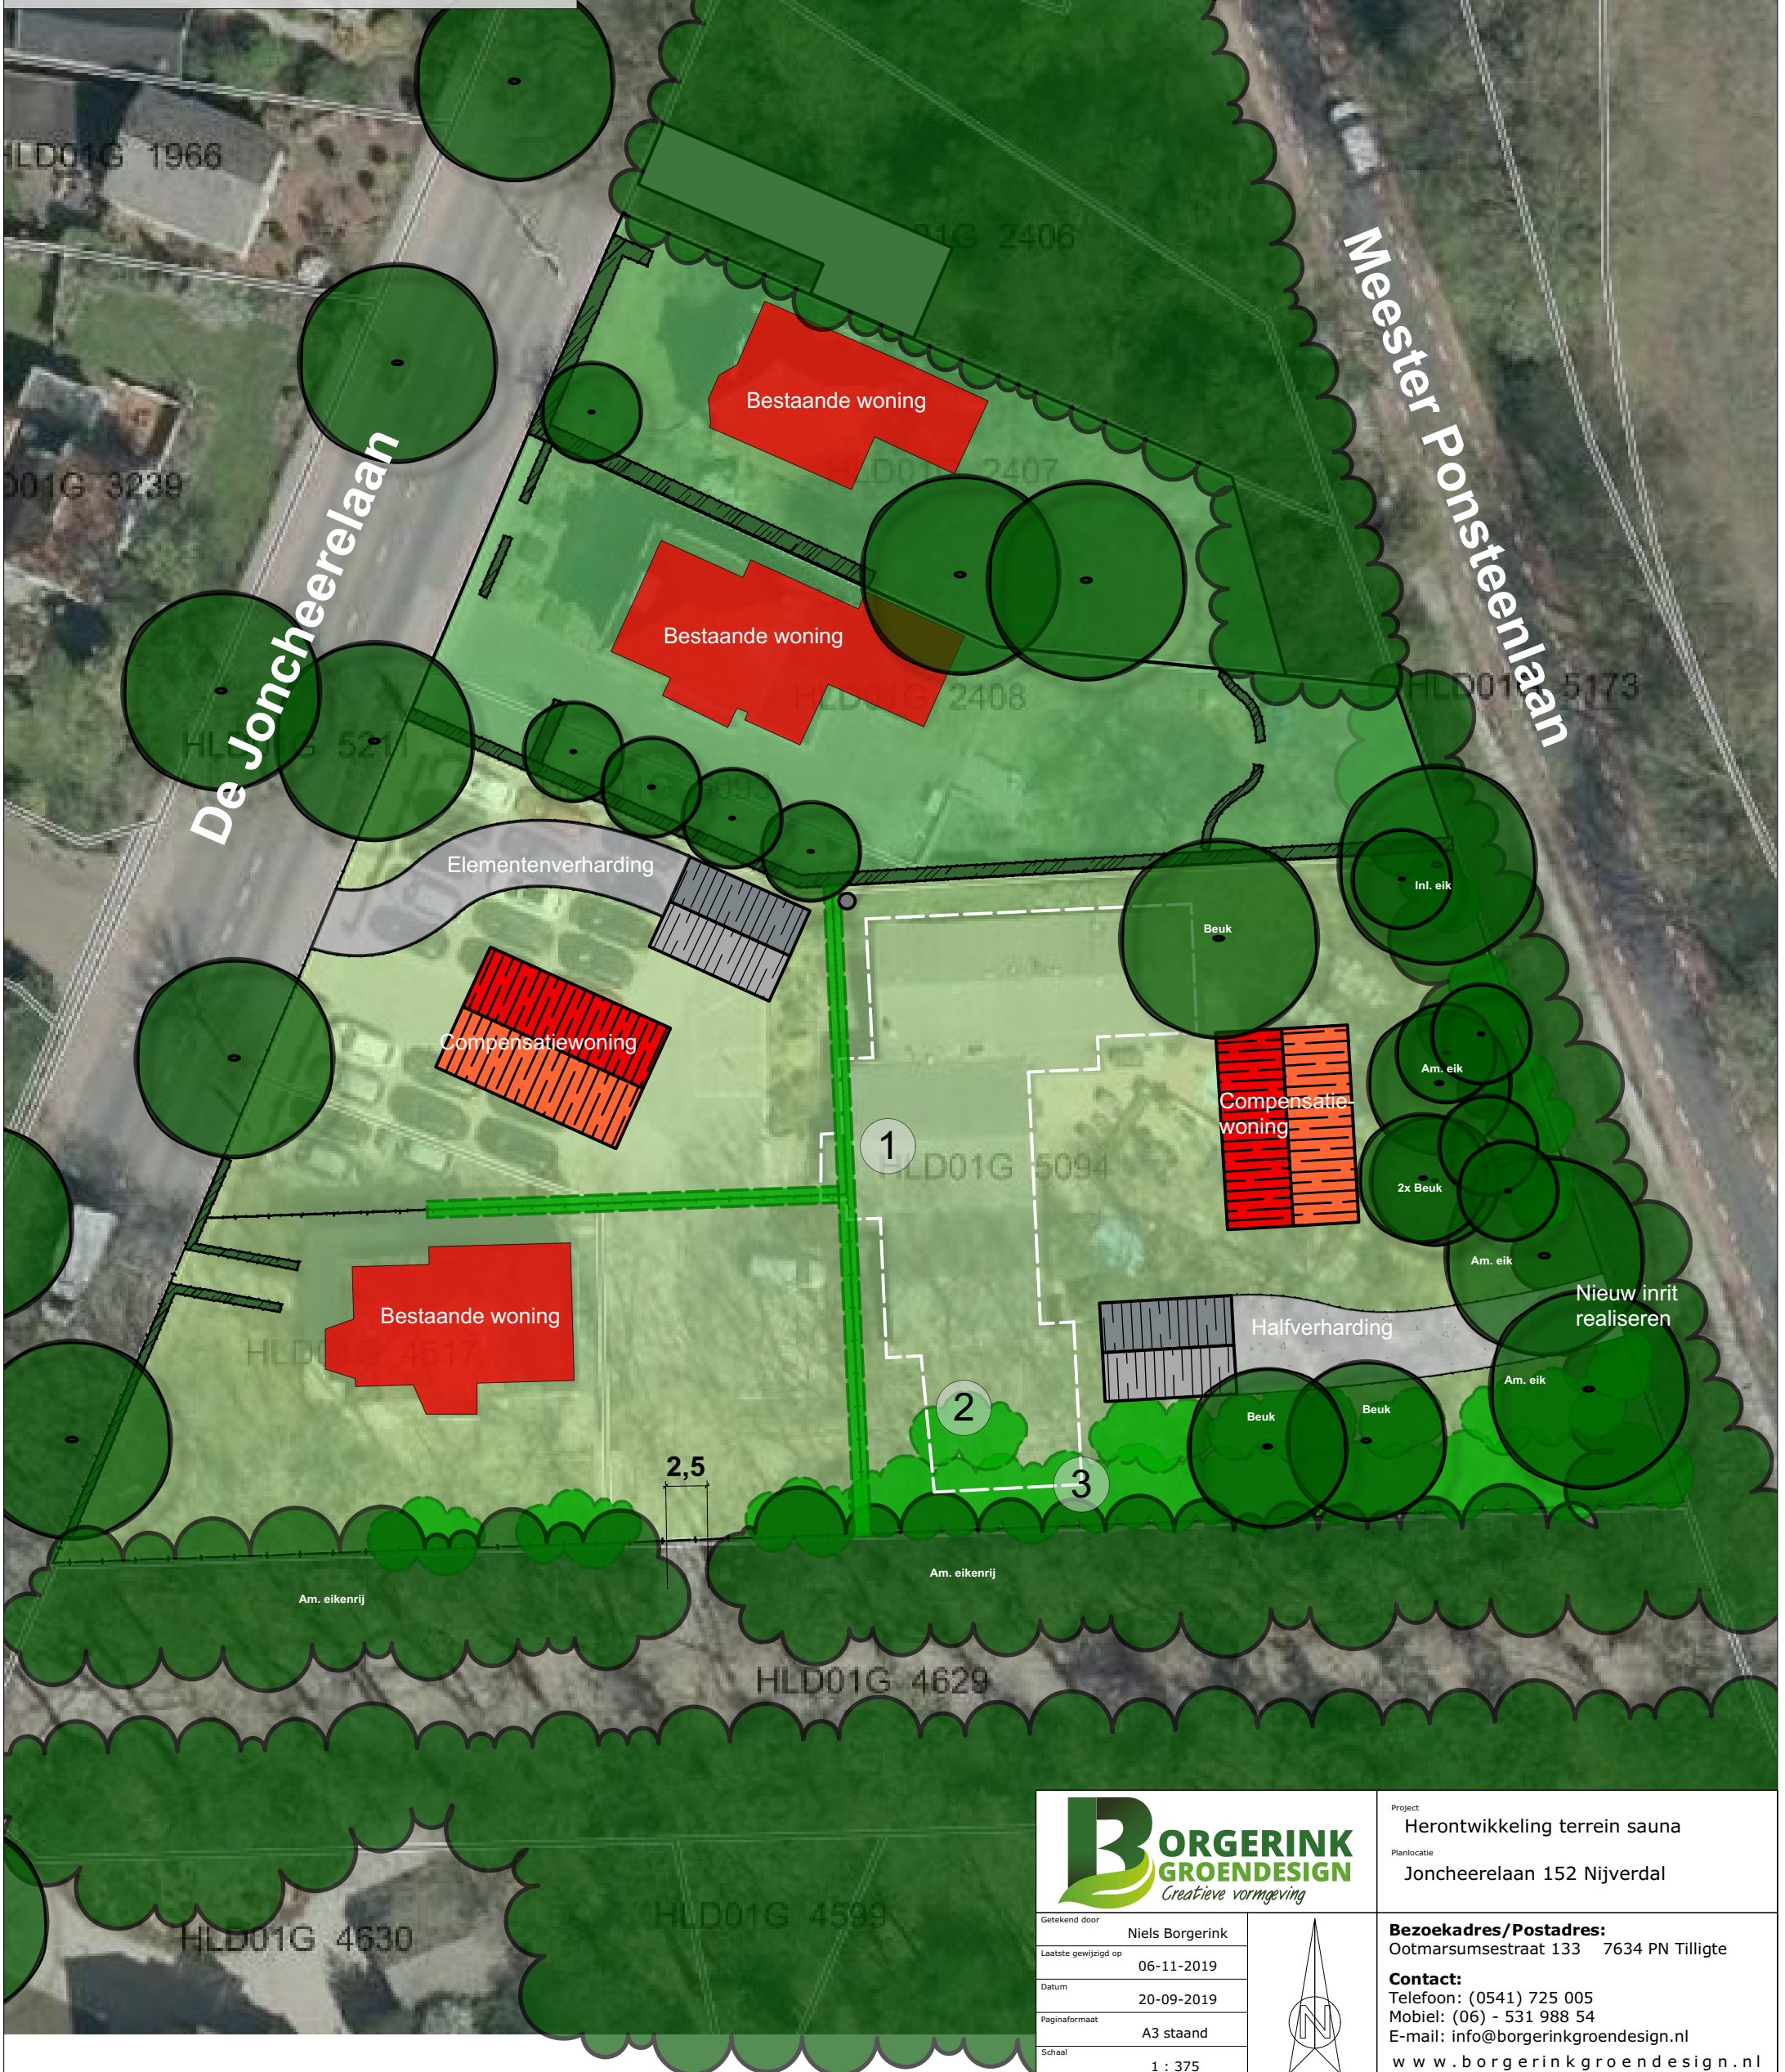 HLD01G 1966
01G 2406
Meester Ponsteenlaan
Bestaande woning
HLD01G 2407
De Joncheerelaan
D01G 3239
Bestaande woning
HLD01G 2408
HLD01G 5173
HLD01G 5211
Elementenverharding
Inl. eik
Beuk
Compensatiewoning
Am. eik
Compensatie-
woning
1
HLD01G 5094
2x Beuk
Am. eik
Nieuw inrit
realiseren
Bestaande woning
HLD01G 4617
Halfverharding
Am. eik
2
Beuk
Beuk
2,5
3
Am. eikenrij
Am. eikenrij
HLD01G 4629
HLD01G 4599
HLD01G 4630
BORGERINK
GROENDESIGN
Creatieve vormgeving
Project
Herontwikkeling terrein sauna
Planlocatie
Joncheerelaan 152 Nijverdal
Getekend door
Niels Borgerink
Laatste gewijzigd op
06-11-2019
Datum
20-09-2019
Paginaformaat
A3 staand
Schaal
1 : 375
N
Bezoekadres/Postadres:
Ootmarsumsestraat 133 7634 PN Tilligte
Contact:
Telefoon: (0541) 725 005
Mobiel: (06) - 531 988 54
E-mail: info@borgerinkgroendesign.nl
www.borgerinkgroendesign.nl